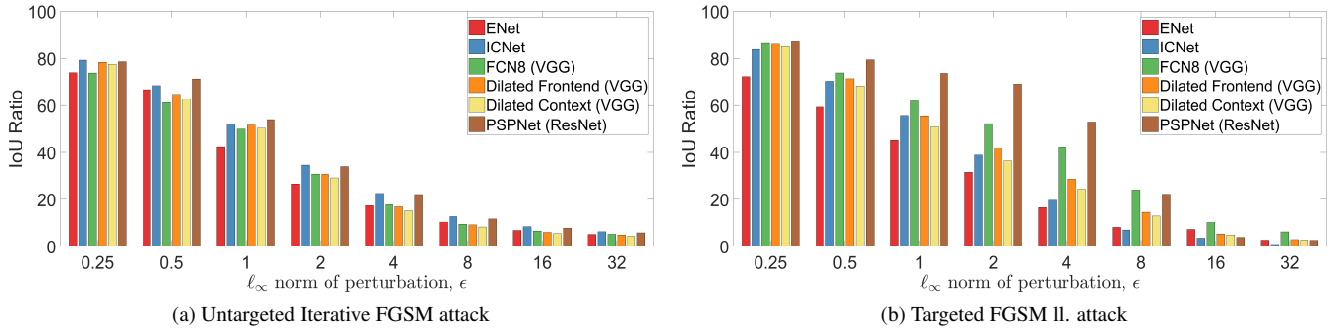 100
80
60
40
20
0
IoU Ratio
ENet
ICNet
FCN8 (VGG)
Dilated Frontend (VGG)
Dilated Context (VGG)
PSPNet (ResNet)
0.25 0.5 1 2 4 8 16 32
ℓ∞ norm of perturbation, ϵ
(a) Untargeted Iterative FGSM attack
100
80
60
40
20
0
IoU Ratio
ENet
ICNet
FCN8 (VGG)
Dilated Frontend (VGG)
Dilated Context (VGG)
PSPNet (ResNet)
0.25 0.5 1 2 4 8 16 32
ℓ∞ norm of perturbation, ϵ
(b) Targeted FGSM ll. attack